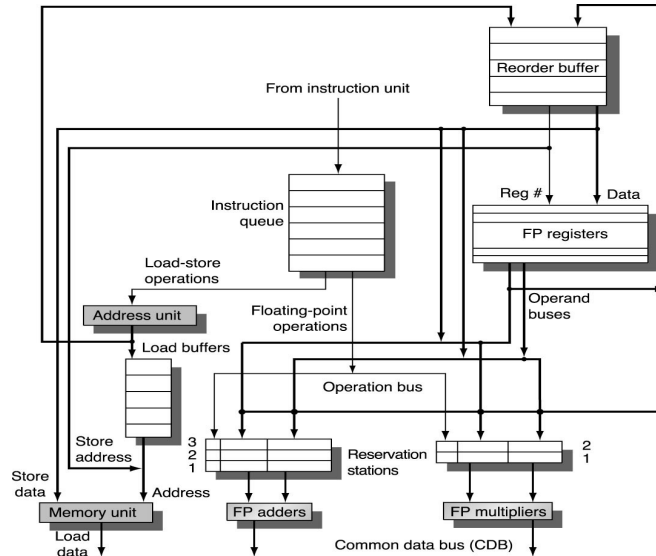 Reorder buffer
From instruction unit
Reg #
Data
Instruction
queue
FP registers
Load-store
operations
Operand
buses
Address unit
Floating-point
operations
Load buffers
Operation bus
Store
address
3
2
1
Reservation
stations
2
1
Store
data
Address
Memory unit
FP adders
FP multipliers
Load
data
Common data bus (CDB)